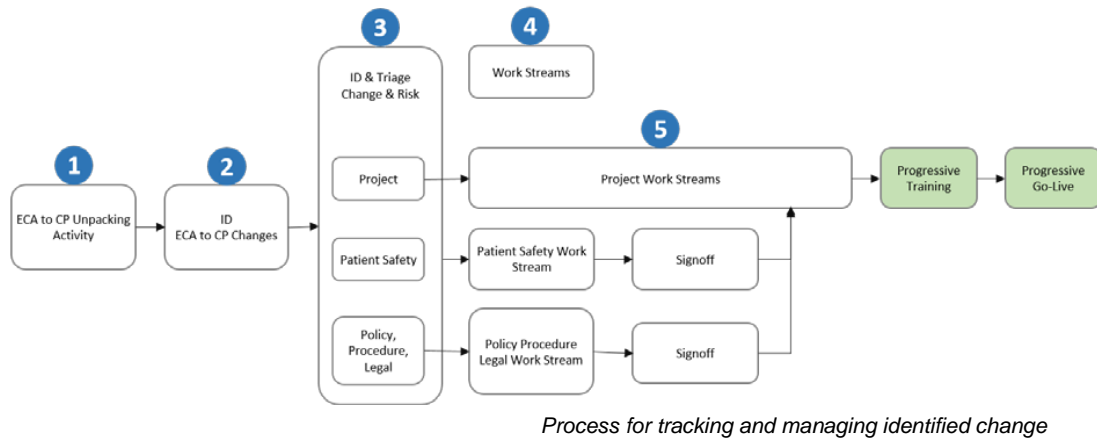 1
ECA to CP Unpacking
Activity
2
ID
ECA to CP Changes
3
ID & Triage
Change & Risk
Project
Patient Safety
Policy,
Procedure,
Legal
4
Work Streams
5
Project Work Streams
Patient Safety Work
Stream
Signoff
Policy Procedure
Legal Work Stream
Signoff
Progressive
Training
Progressive
Go-Live
Process for tracking and managing identified change